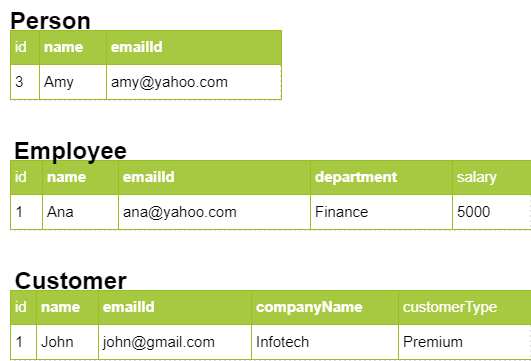 Person
id name emailId
3 Amy amy@yahoo.com
Employee
id name emailId department salary
1 Ana ana@yahoo.com Finance 5000
Customer
id name emailId companyName customerType
1 John john@gmail.com Infotech Premium